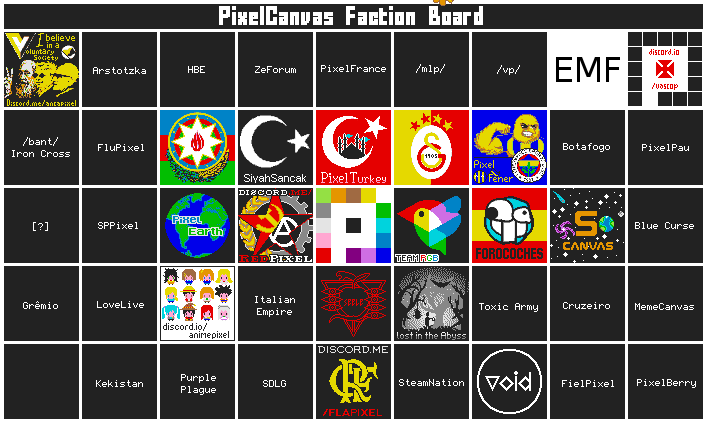 PixelCanvas Faction Board
I believe
in a
Voluntary
Society
Discord.me/ancapixel
Arstotzka
HBE
ZeForum
PixelFrance
/mlp/
/vp/
EMF
discord.io
/vascop
/bant/
Iron Cross
FluPixel
SiyahSancak
PixelTurkey
1905
Pixel
Fener
Botafogo
PixelPau
[?]
SPPixel
Pixel
Earth
DISCORD.ME/
REDPIXEL
TEAM RGB
FOROCOCHES
SO
CANVAS
Blue Curse
Grêmio
LoveLive
discord.io/
animepixel
Italian
Empire
lost in the Abyss
Toxic Army
Cruzeiro
MemeCanvas
Kekistan
Purple
Plague
SDLG
DISCORD.ME
/FLAPIXEL
SteamNation
Void
FielPixel
PixelBerry